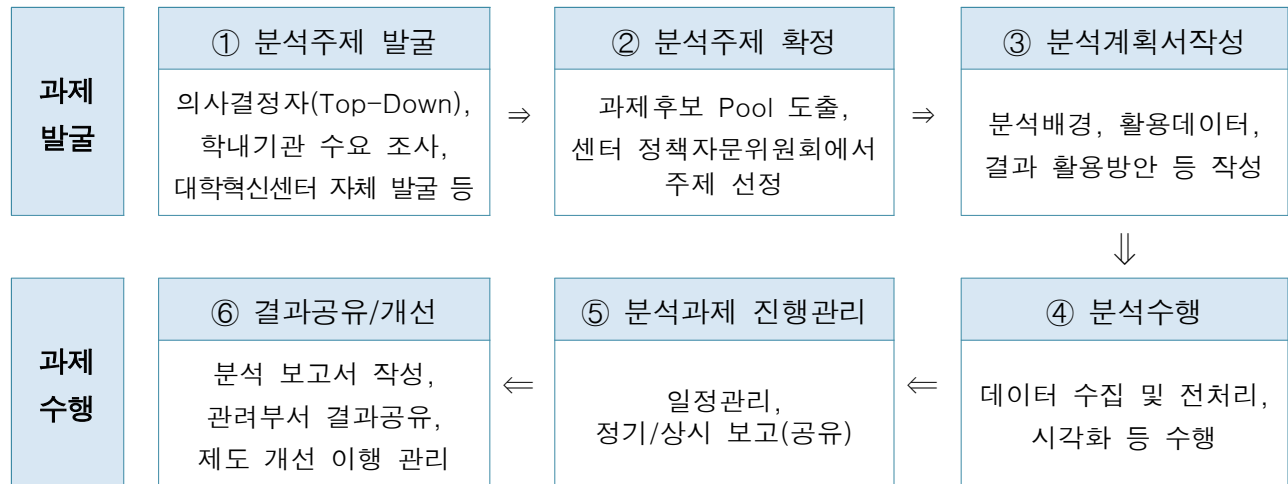 과제
발굴
① 분석주제 발굴
의사결정자(Top-Down),
학내기관 수요 조사,
대학혁신센터 자체 발굴 등
⇒
② 분석주제 확정
과제후보 Pool 도출,
센터 정책자문위원회에서
주제 선정
⇒
③ 분석계획서작성
분석배경, 활용데이터,
결과 활용방안 등 작성
⇓
과제
수행
⑥ 결과공유/개선
분석 보고서 작성,
관려부서 결과공유,
제도 개선 이행 관리
⇐
⑤ 분석과제 진행관리
일정관리,
정기/상시 보고(공유)
⇐
④ 분석수행
데이터 수집 및 전처리,
시각화 등 수행